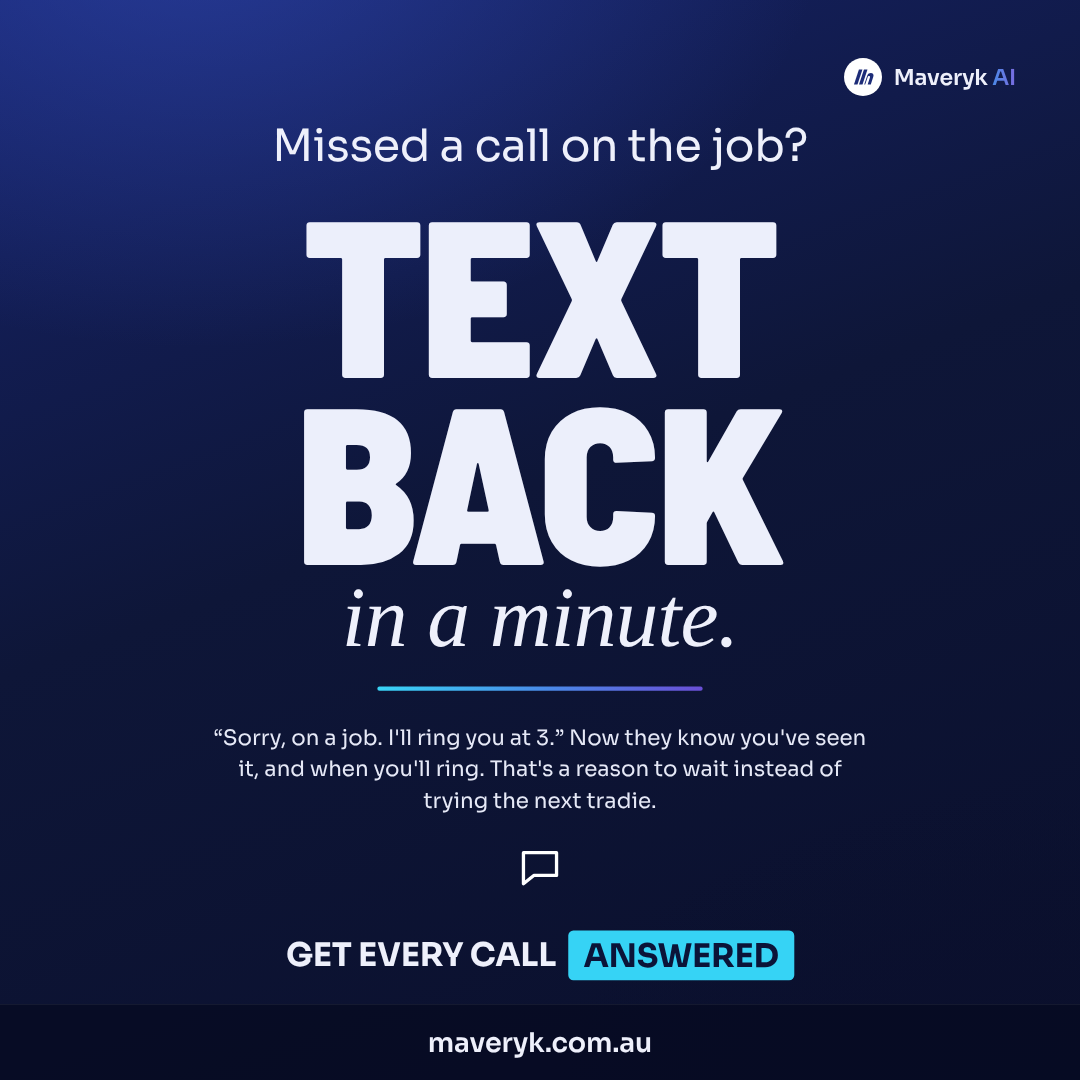 Maveryk AI
Missed a call on the job?
TEXT
BACK
in a minute.
“Sorry, on a job. I'll ring you at 3.” Now they know you've seen
it, and when you'll ring. That's a reason to wait instead of
trying the next tradie.
GET EVERY CALL ANSWERED
maveryk.com.au